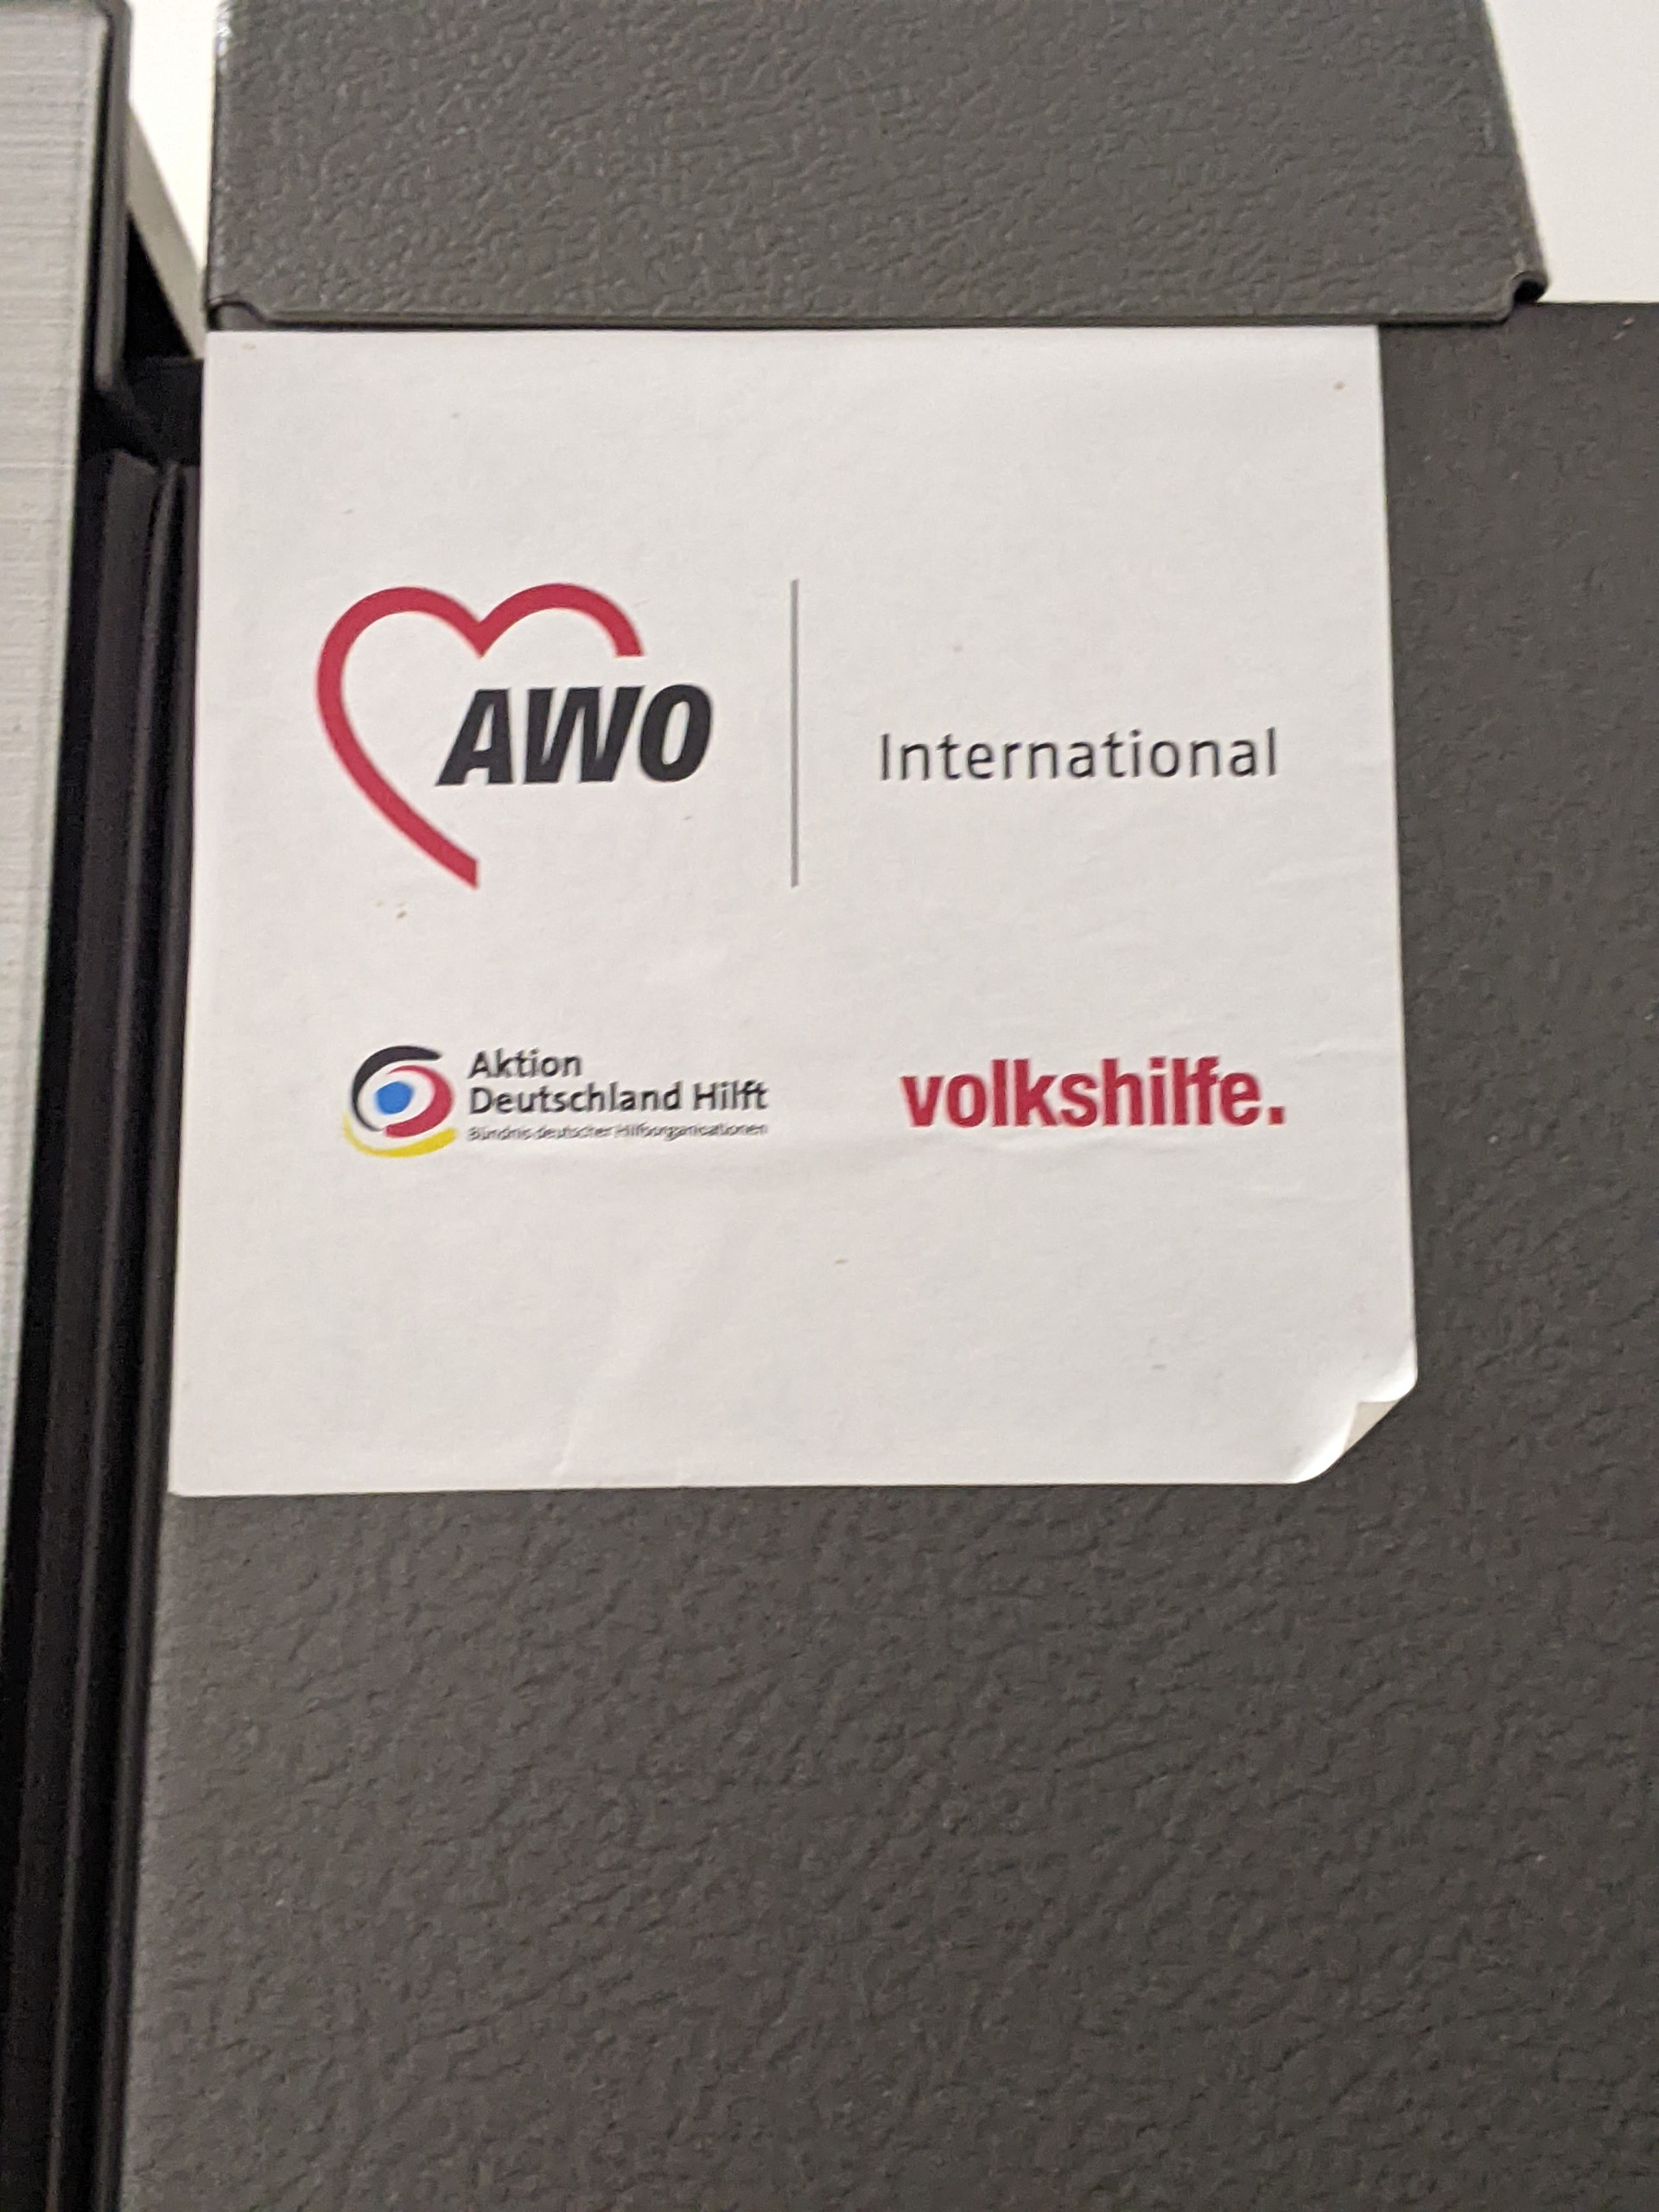 AWO
International
Aktion
Deutschland Hilft
Bündnis deutscher Hilfsorganisationen
volkshilfe.